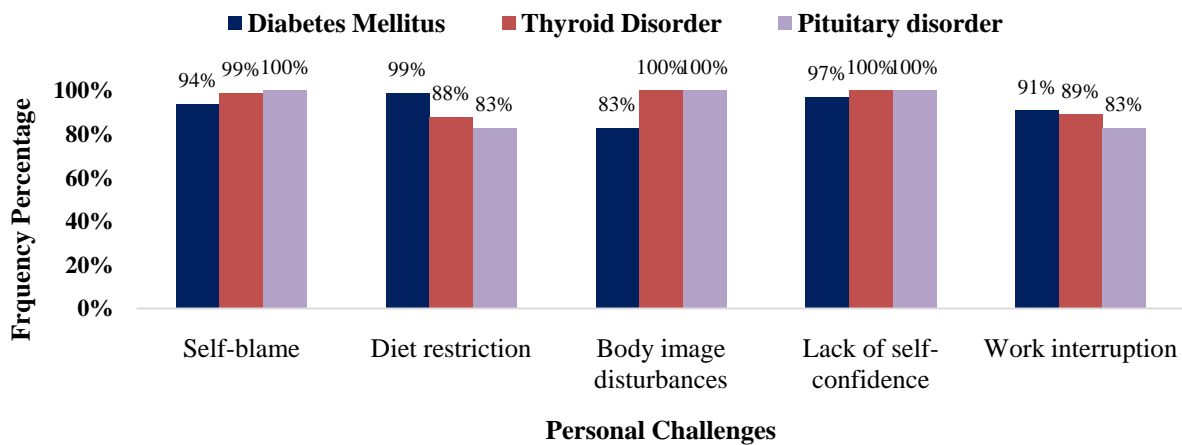 Diabetes Mellitus Thyroid Disorder Pituitary disorder
94% 99% 100% 99% 88% 83% 83% 100% 100% 97% 100% 100% 91% 89% 83%
100%
80%
60%
40%
20%
0%
Frquency Percentage
Self-blame Diet restriction Body image disturbances Lack of self-confidence Work interruption
Personal Challenges